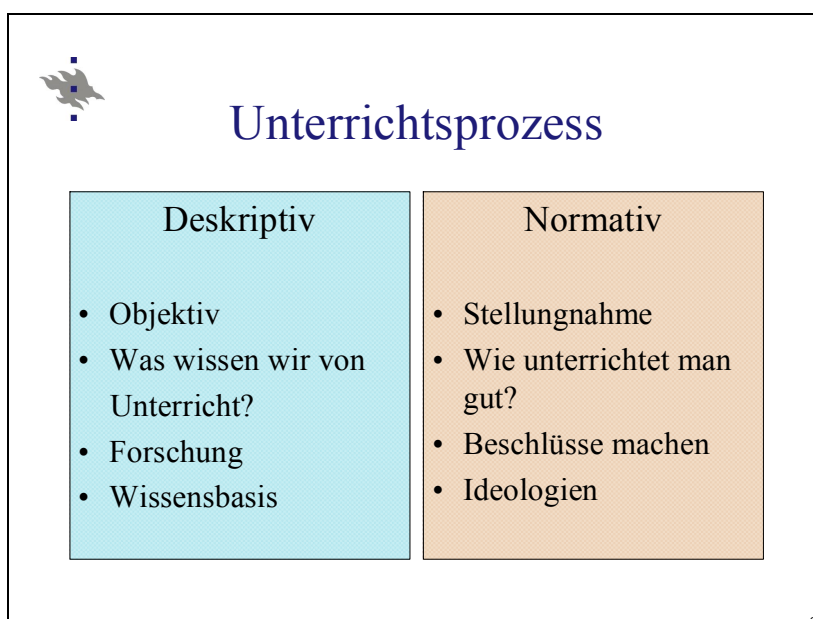 Unterrichtsprozess
Deskriptiv
• Objektiv
• Was wissen wir von
Unterricht?
• Forschung
• Wissensbasis
Normativ
• Stellungnahme
• Wie unterrichtet man
gut?
• Beschlüsse machen
• Ideologien